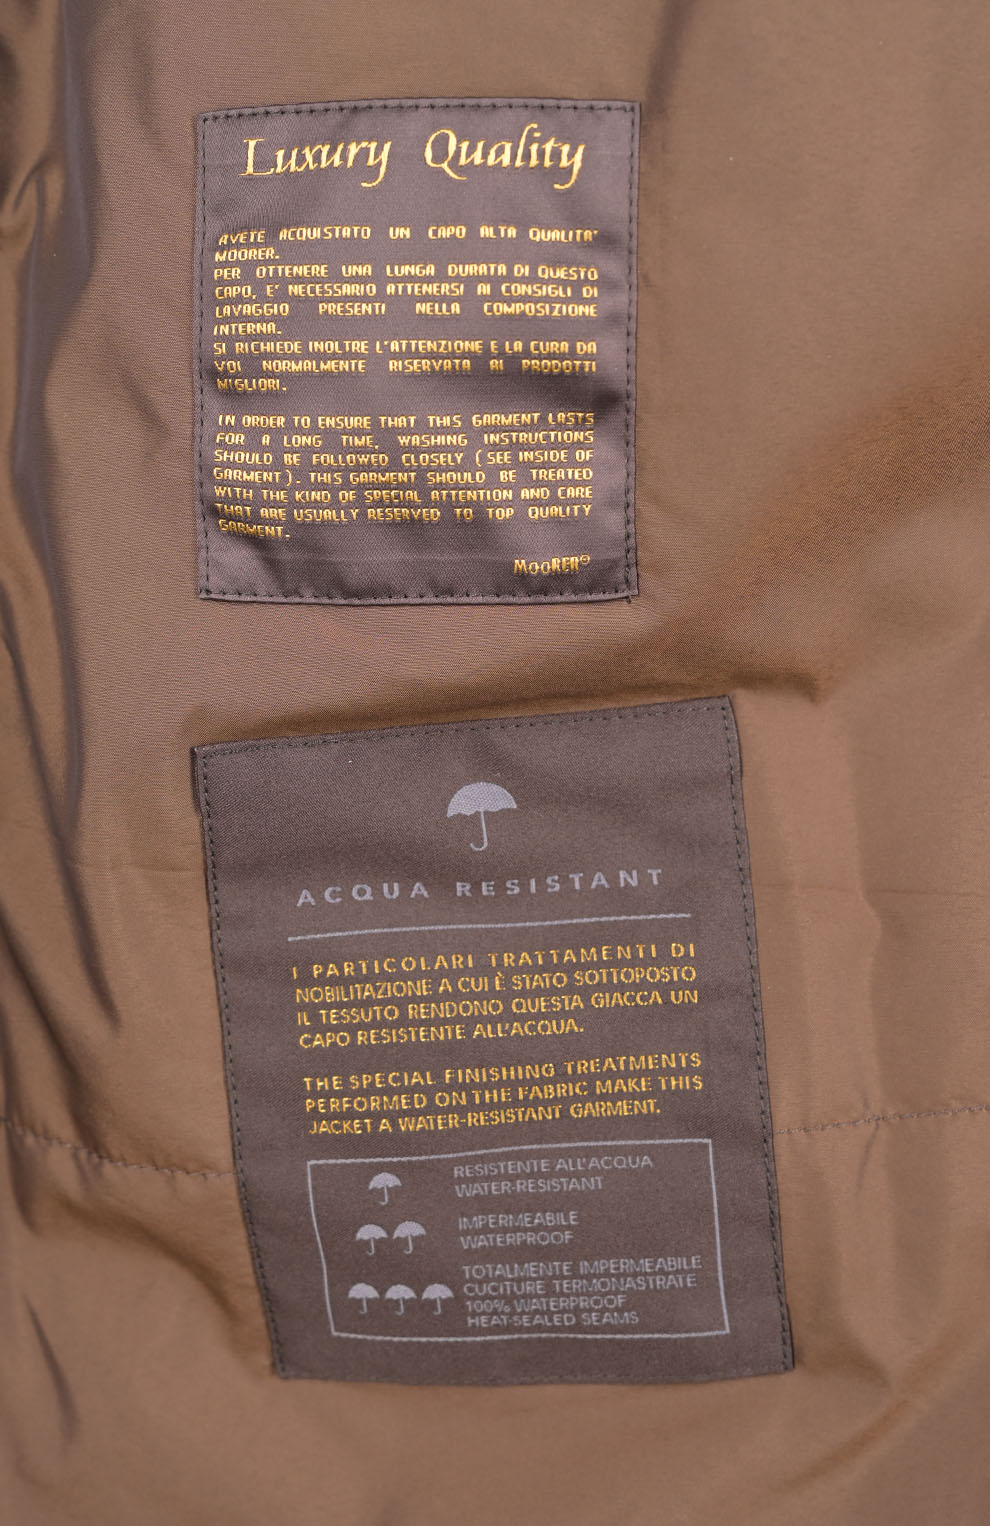 Luxury Quality
AVETE ACQUISTATO UN CAPO ALTA QUALITA'
MOORER.
PER OTTENERE UNA LUNGA DURATA DI QUESTO
CAPO, E' NECESSARIO ATTENERSI AI CONSIGLI DI
LAVAGGIO PRESENTI NELLA COMPOSIZIONE
INTERNA.
SI RICHIEDE INOLTRE L'ATTENZIONE E LA CURA DA
VOI NORMALMENTE RISERVATA AI PRODOTTI
MIGLIORI.
IN ORDER TO ENSURE THAT THIS GARMENT LASTS
FOR A LONG TIME, WASHING INSTRUCTIONS
SHOULD BE FOLLOWED CLOSELY (SEE INSIDE OF
GARMENT). THIS GARMENT SHOULD BE TREATED
WITH THE KIND OF SPECIAL ATTENTION AND CARE
THAT ARE USUALLY RESERVED TO TOP QUALITY
GARMENT.
MOORER®
ACQUA RESISTANT
I PARTICOLARI TRATTAMENTI DI
NOBILITAZIONE A CUI È STATO SOTTOPOSTO
IL TESSUTO RENDONO QUESTA GIACCA UN
CAPO RESISTENTE ALL'ACQUA.
THE SPECIAL FINISHING TREATMENTS
PERFORMED ON THE FABRIC MAKE THIS
JACKET A WATER-RESISTANT GARMENT.
RESISTENTE ALL'ACQUA
WATER-RESISTANT
IMPERMEABILE
WATERPROOF
TOTALMENTE IMPERMEABILE
CUCITURE TERMONASTRATE
100% WATERPROOF
HEAT-SEALED SEAMS